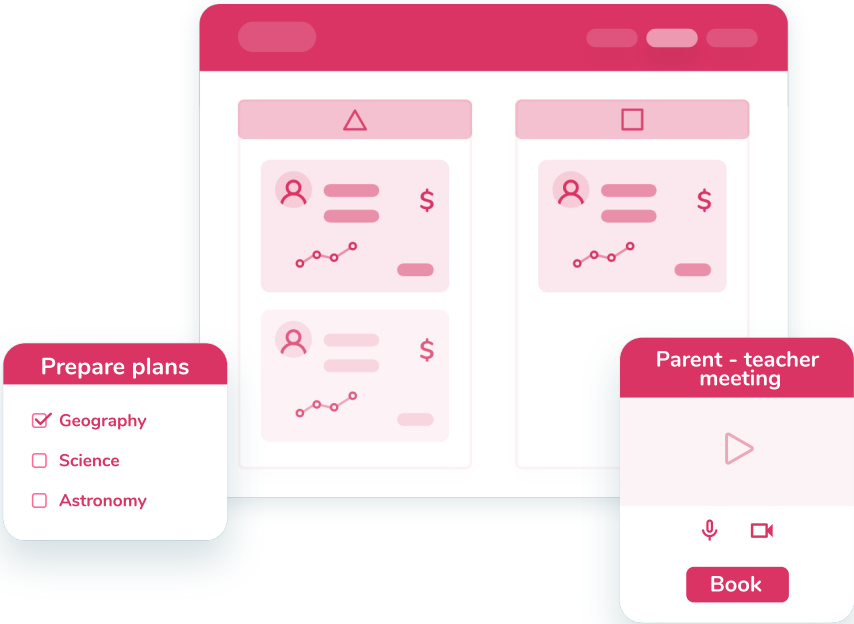 $
$
$
Prepare plans
Geography
Science
Astronomy
Parent - teacher
meeting
Book